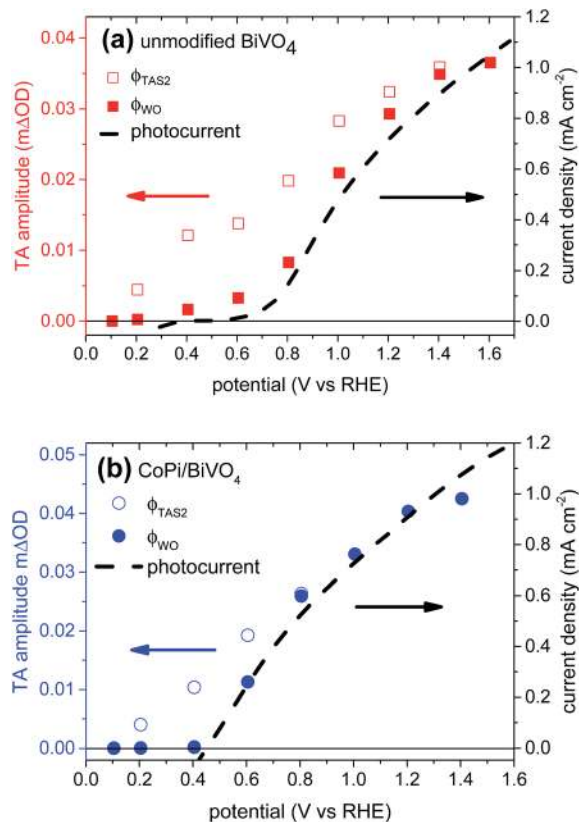 (a) unmodified BiVO4
ϕTAS2
ϕWO
photocurrent
TA amplitude (mΔOD)
0.04
0.03
0.02
0.01
0.00
current density (mA cm-2)
1.2
1.0
0.8
0.6
0.4
0.2
0.0
0.0 0.2 0.4 0.6 0.8 1.0 1.2 1.4 1.6
potential (V vs RHE)
(b) CoPi/BiVO4
ϕTAS2
ϕWO
photocurrent
TA amplitude mΔOD
0.05
0.04
0.03
0.02
0.01
0.00
current density (mA cm-2)
1.2
1.0
0.8
0.6
0.4
0.2
0.0
0.0 0.2 0.4 0.6 0.8 1.0 1.2 1.4 1.6
potential (V vs RHE)